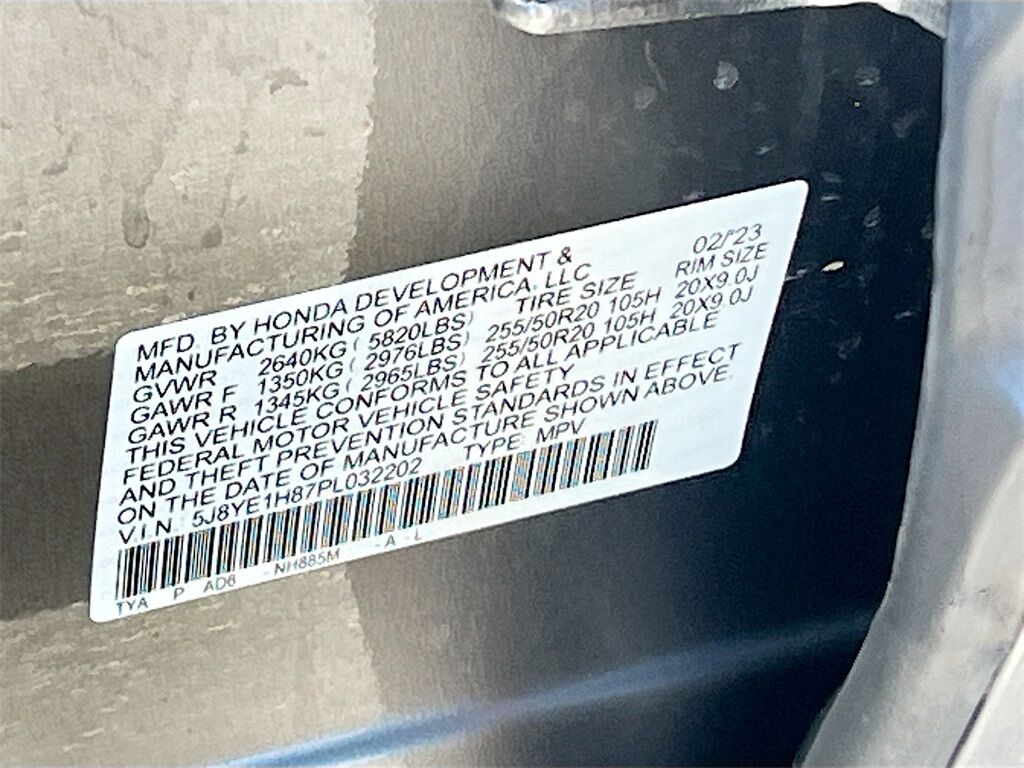 MFD. BY HONDA DEVELOPMENT & 02/'23
MANUFACTURING OF AMERICA, LLC RIM SIZE
GVWR 2640KG ( 5820LBS) TIRE SIZE
GAWR F 1350KG ( 2976LBS) 255/50R20 105H 20X9.0J
GAWR R 1345KG ( 2965LBS) 255/50R20 105H 20X9.0J
THIS VEHICLE CONFORMS TO ALL APPLICABLE
FEDERAL MOTOR VEHICLE SAFETY
AND THEFT PREVENTION STANDARDS IN EFFECT
ON THE DATE OF MANUFACTURE SHOWN ABOVE.
V.I.N. 5J8YE1H87PL032202 TYPE: MPV
TYA P AD6 -NH885M -A -L